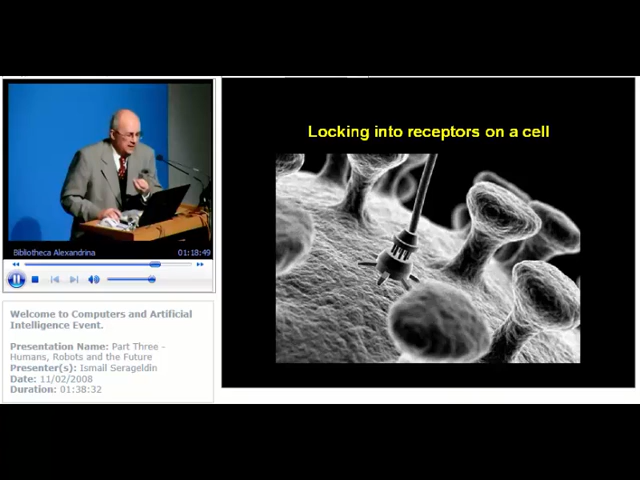 Locking into receptors on a cell
Bibliotheca Alexandrina
01:18:49
Welcome to Computers and Artificial
Intelligence Event.
Presentation Name: Part Three -
Humans, Robots and the Future
Presenter(s): Ismail Serageldin
Date: 11/02/2008
Duration: 01:38:32